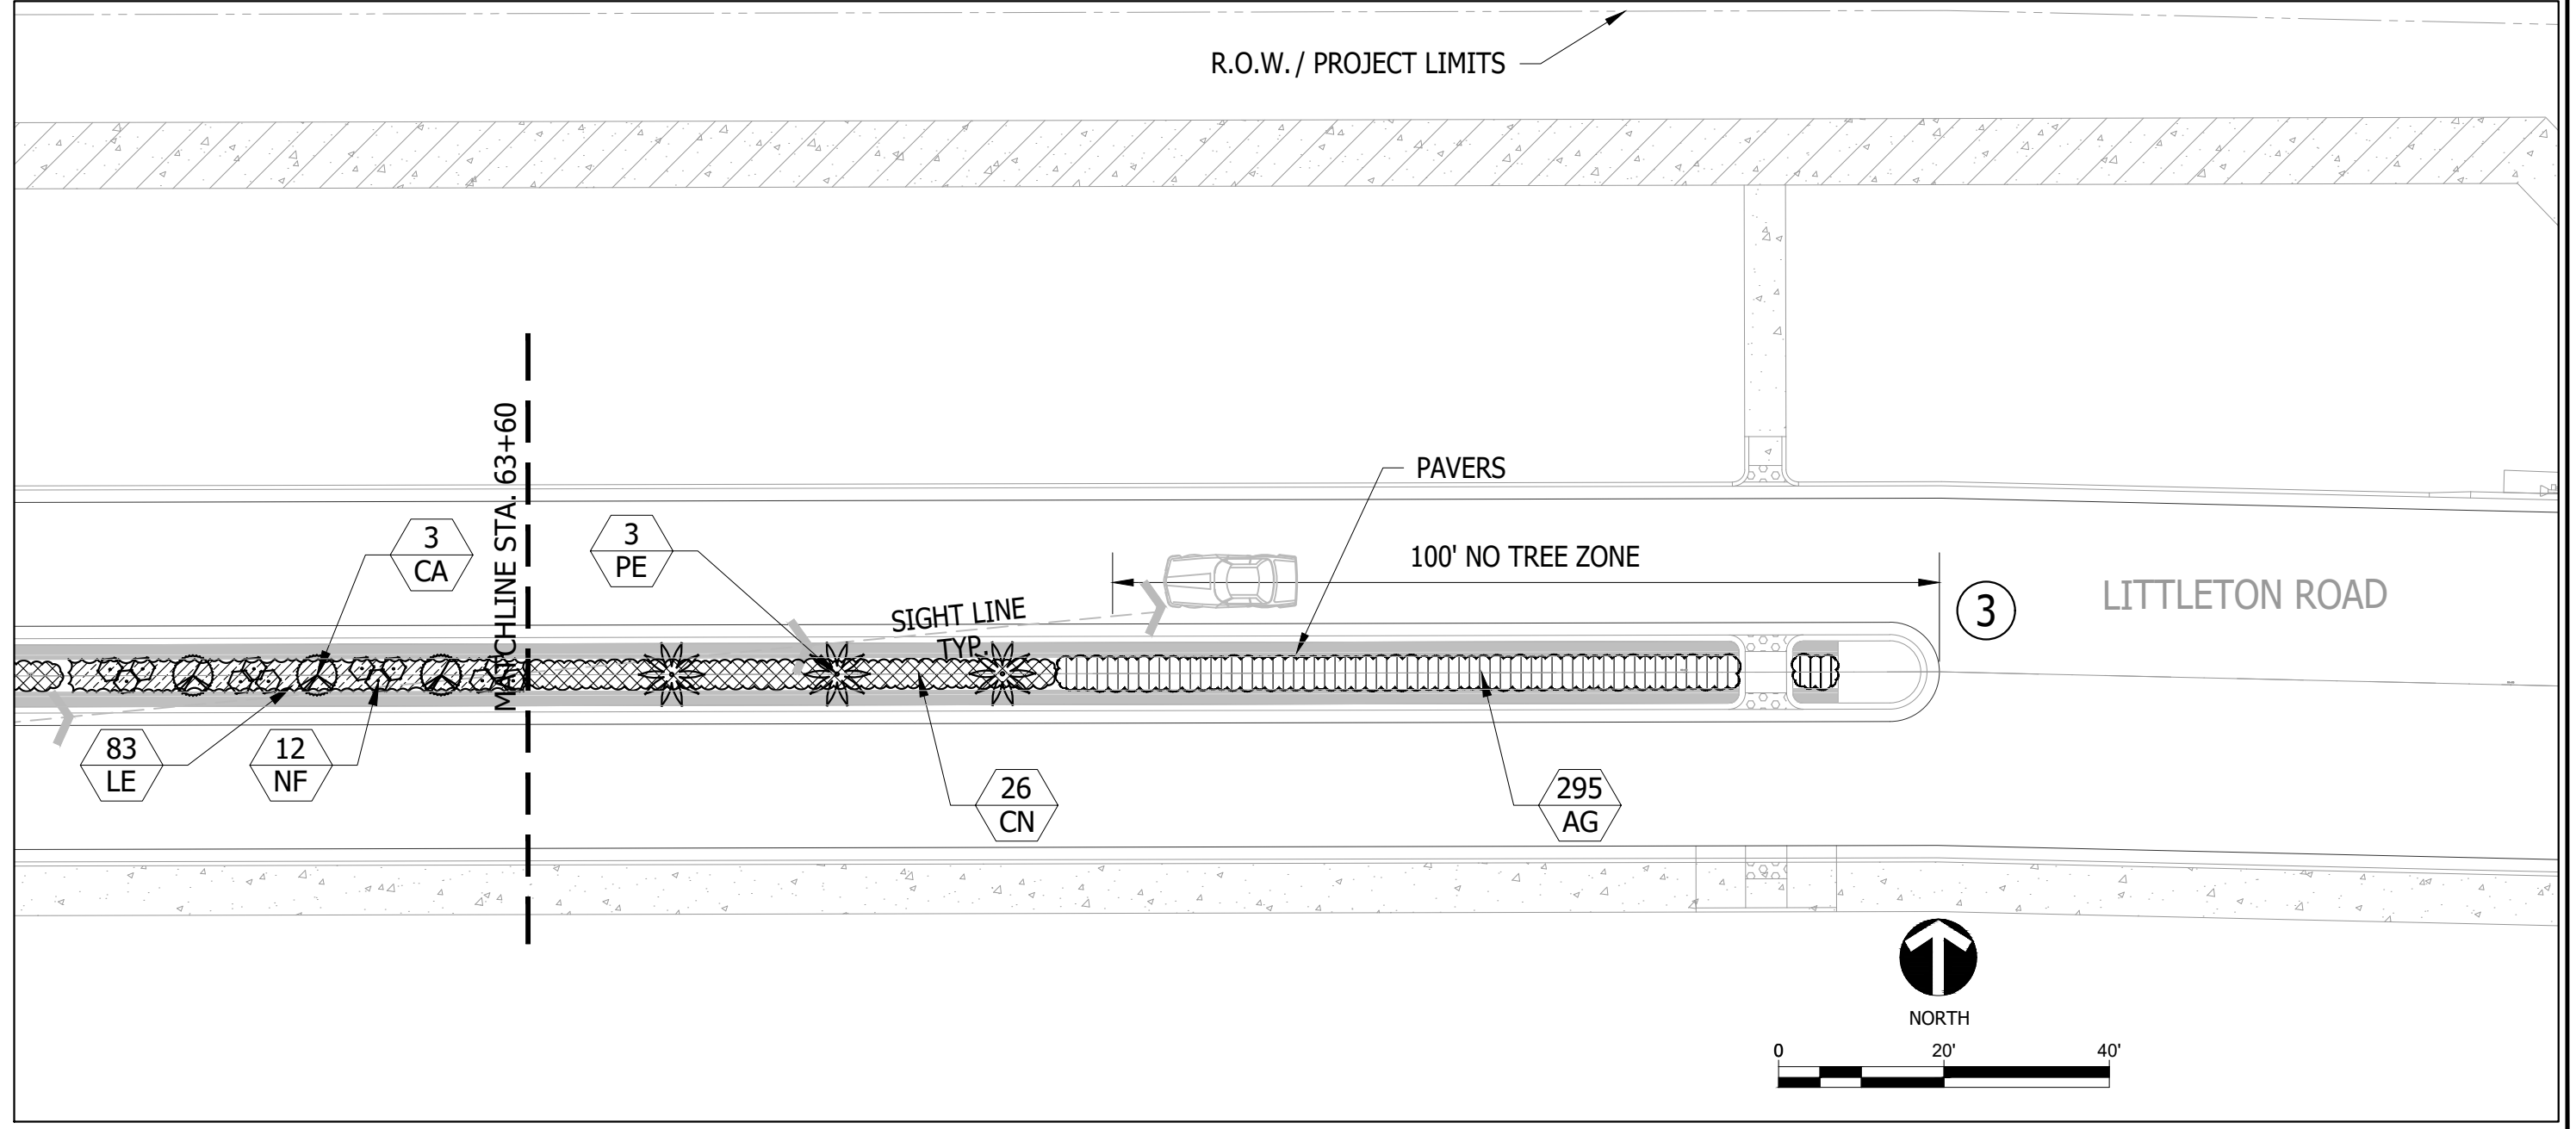 R.O.W. / PROJECT LIMITS
MATCHLINE STA. 63+60
PAVERS
3
CA
3
PE
100' NO TREE ZONE
SIGHT LINE
TYP.
3
LITTLETON ROAD
83
LE
12
NF
26
CN
295
AG
NORTH
0 20' 40'